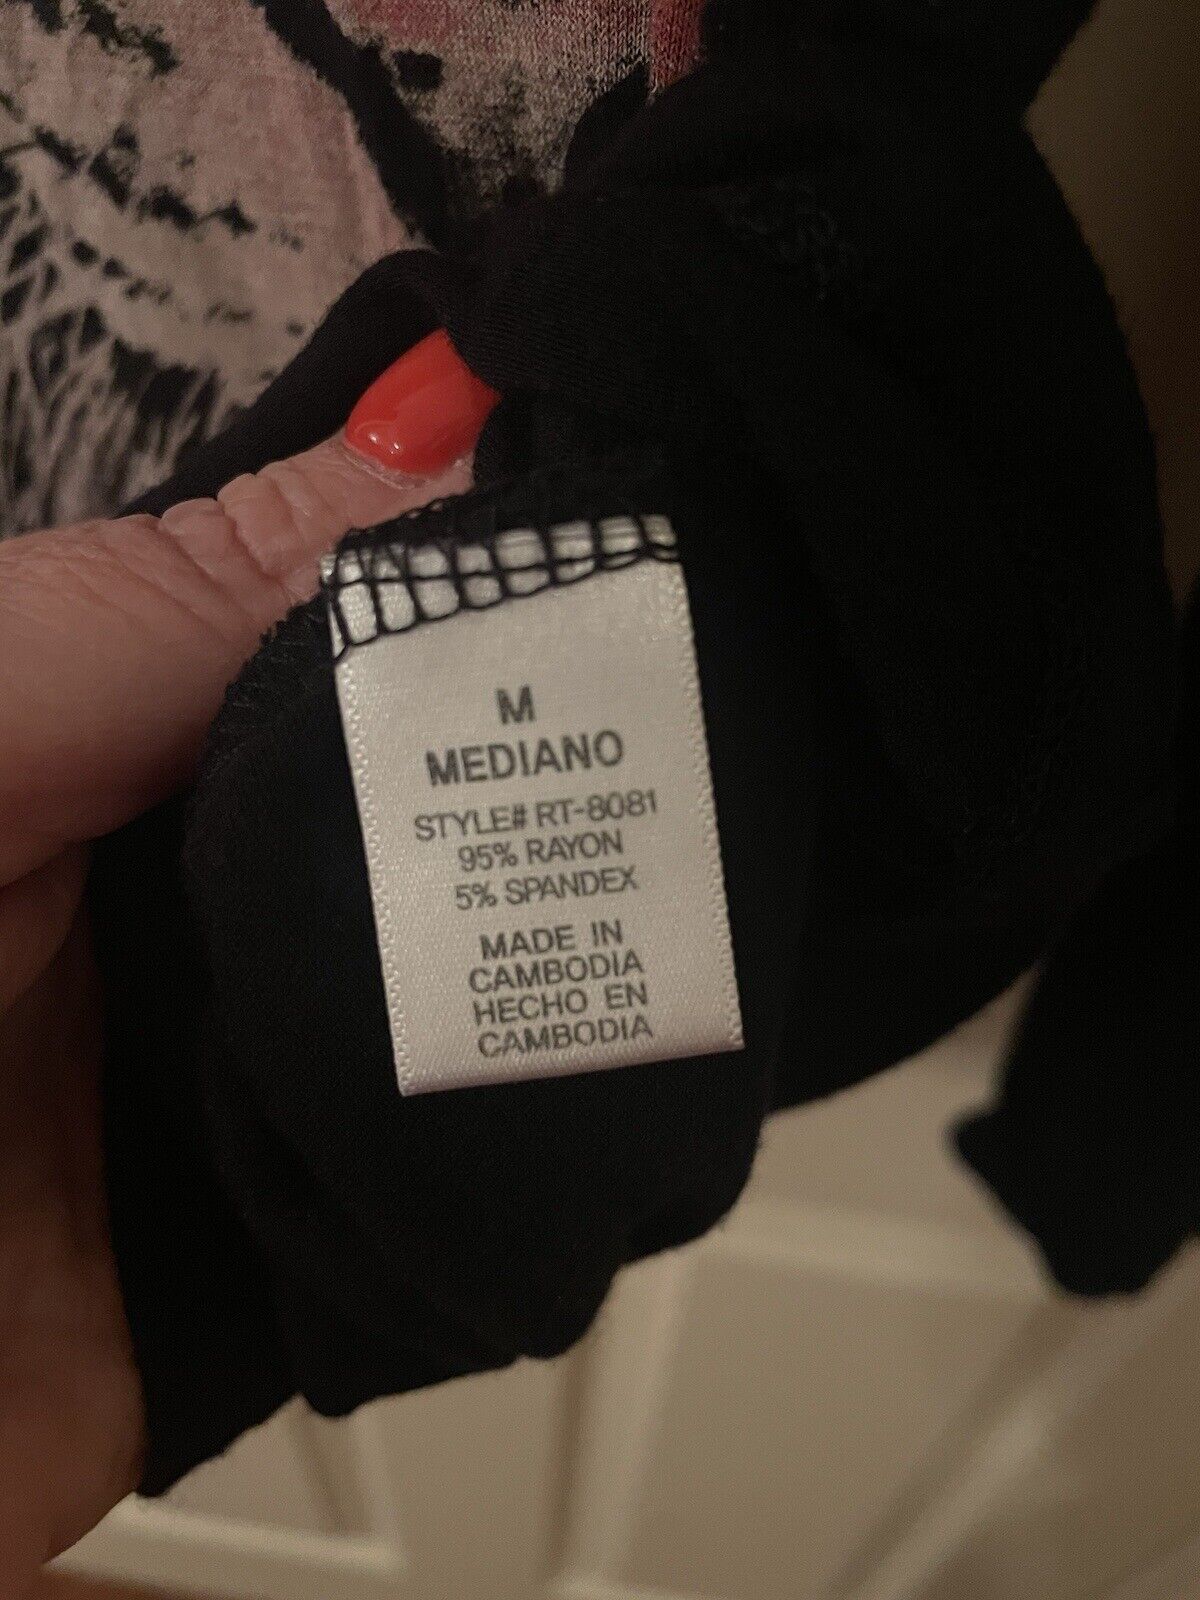 M
MEDIANO
STYLE# RT-8081
95% RAYON
5% SPANDEX
MADE IN
CAMBODIA
HECHO EN
CAMBODIA